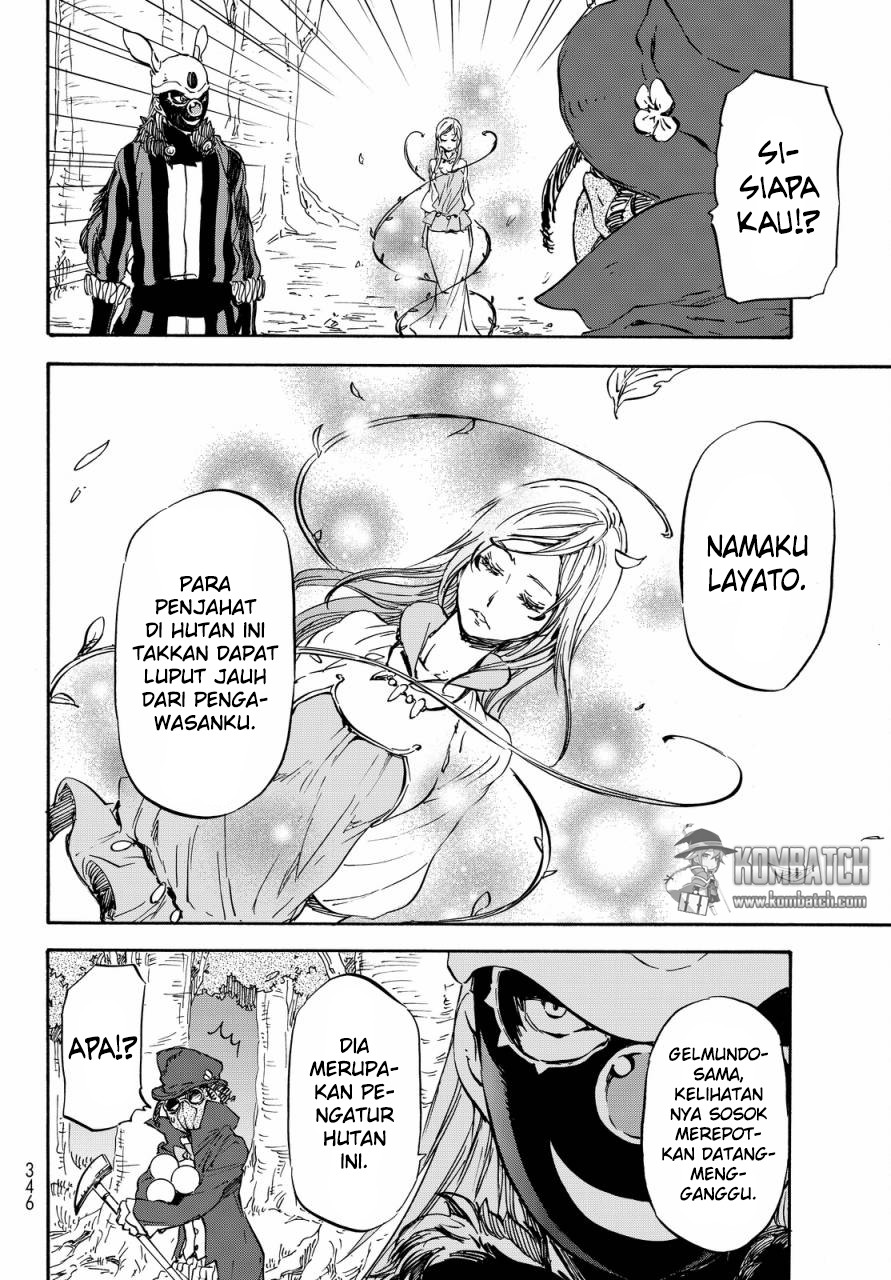 SI-
SIAPA
KAU!?
NAMAKU
LAYATO.
PARA
PENJAHAT
DI HUTAN INI
TAKKAN DAPAT
LUPUT JAUH
DARI PENGA-
WASANKU.
KOMBATCH
www.kombatch.com
GELMUNDO-
SAMA,
KELIHATAN
NYA SOSOK
MEREPOT-
KAN DATANG-
MENG-
GANGGU.
DIA
MERUPA-
KAN PE-
NGATUR
HUTAN
INI.
APA!?
346